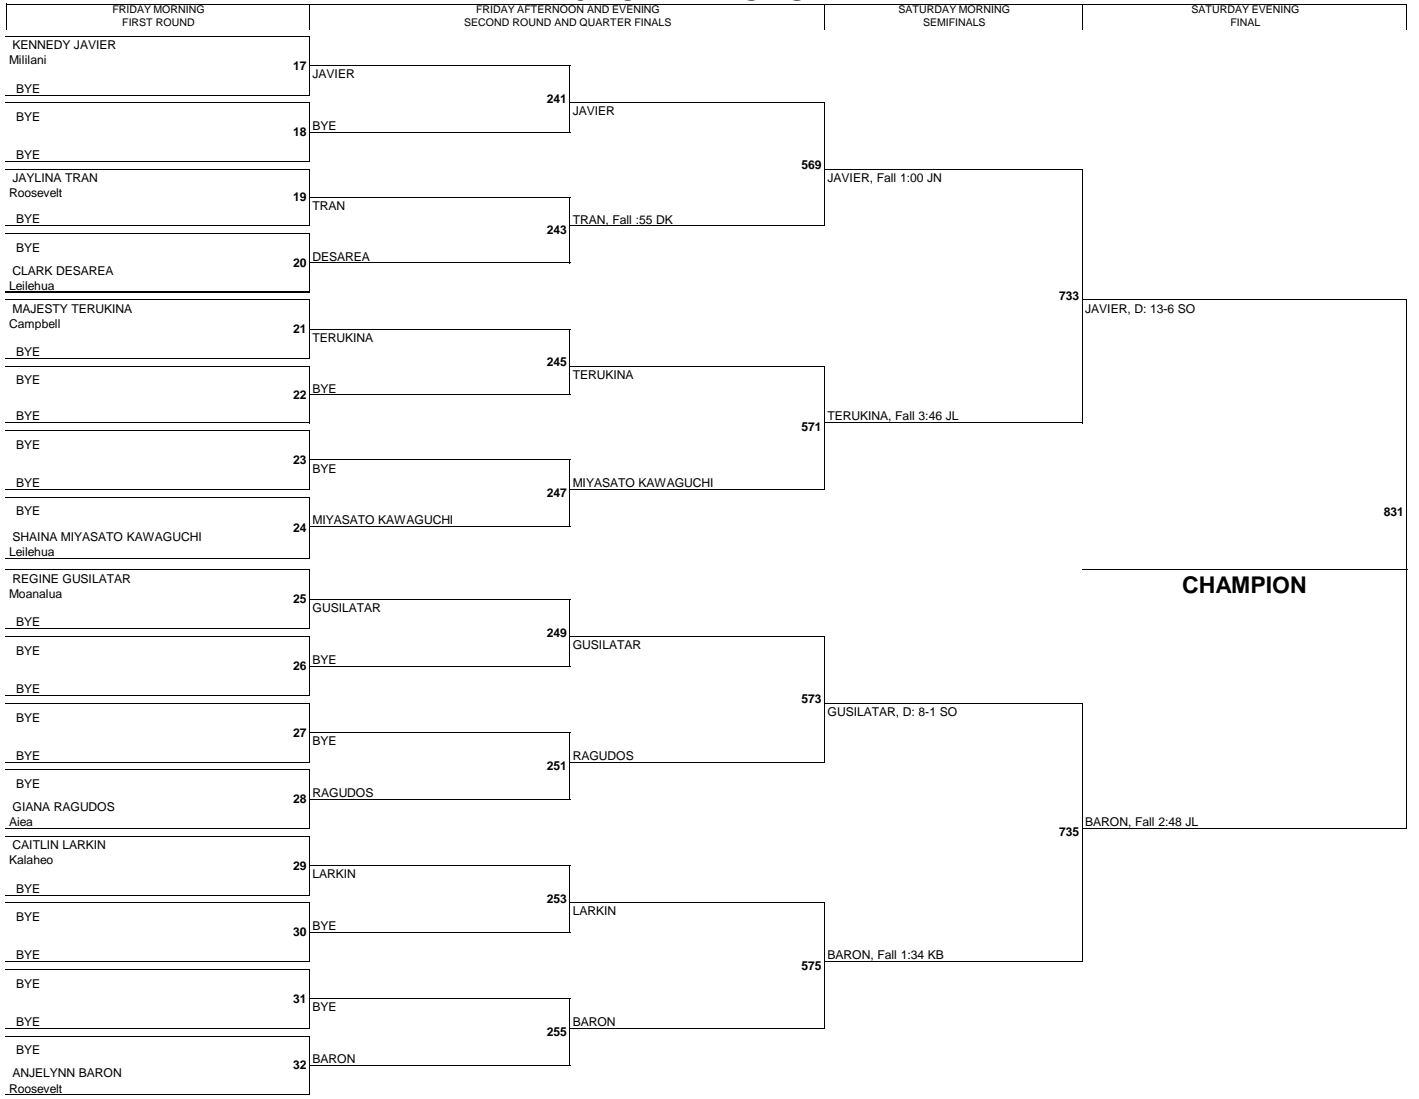 FRIDAY MORNING
FIRST ROUND
FRIDAY AFTERNOON AND EVENING
SECOND ROUND AND QUARTER FINALS
SATURDAY MORNING
SEMIFINALS
SATURDAY EVENING
FINAL
KENNEDY JAVIER
Mililani
17
BYE
BYE
18
BYE
JAYLINA TRAN
Roosevelt
19
BYE
BYE
20
CLARK DESAREA
Leilehua
MAJESTY TERUKINA
Campbell
21
BYE
BYE
22
BYE
BYE
23
BYE
BYE
24
SHAINA MIYASATO KAWAGUCHI
Leilehua
REGINE GUSILATAR
Moanalua
25
BYE
BYE
26
BYE
BYE
27
BYE
BYE
28
GIANA RAGUDOS
Aiea
CAITLIN LARKIN
Kalaheo
29
BYE
BYE
30
BYE
BYE
31
BYE
BYE
32
ANJELYNN BARON
Roosevelt
JAVIER
241
BYE
TRAN
243
DESAREA
TERUKINA
245
BYE
BYE
247
MIYASATO KAWAGUCHI
GUSILATAR
249
BYE
BYE
251
RAGUDOS
LARKIN
253
BYE
BYE
255
BARON
JAVIER
569
TRAN, Fall :55 DK
TERUKINA
571
MIYASATO KAWAGUCHI
GUSILATAR
573
RAGUDOS
LARKIN
575
BARON
JAVIER, Fall 1:00 JN
733
TERUKINA, Fall 3:46 JL
GUSILATAR, D: 8-1 SO
735
BARON, Fall 1:34 KB
JAVIER, D: 13-6 SO
831
CHAMPION
BARON, Fall 2:48 JL